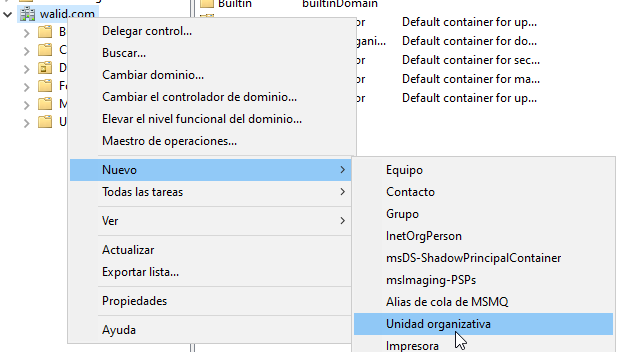 Builtin builtinDomain
walid.com
B
C
D
F
M
U
or Default container for up...
gani... Default container for do...
or Default container for sec...
or Default container for ma...
or Default container for up...
Delegar control...
Buscar...
Cambiar dominio...
Cambiar el controlador de dominio...
Elevar el nivel funcional del dominio...
Maestro de operaciones...
Nuevo
Todas las tareas
Ver
Actualizar
Exportar lista...
Propiedades
Ayuda
Equipo
Contacto
Grupo
InetOrgPerson
msDS-ShadowPrincipalContainer
msImaging-PSPs
Alias de cola de MSMQ
Unidad organizativa
Impresora